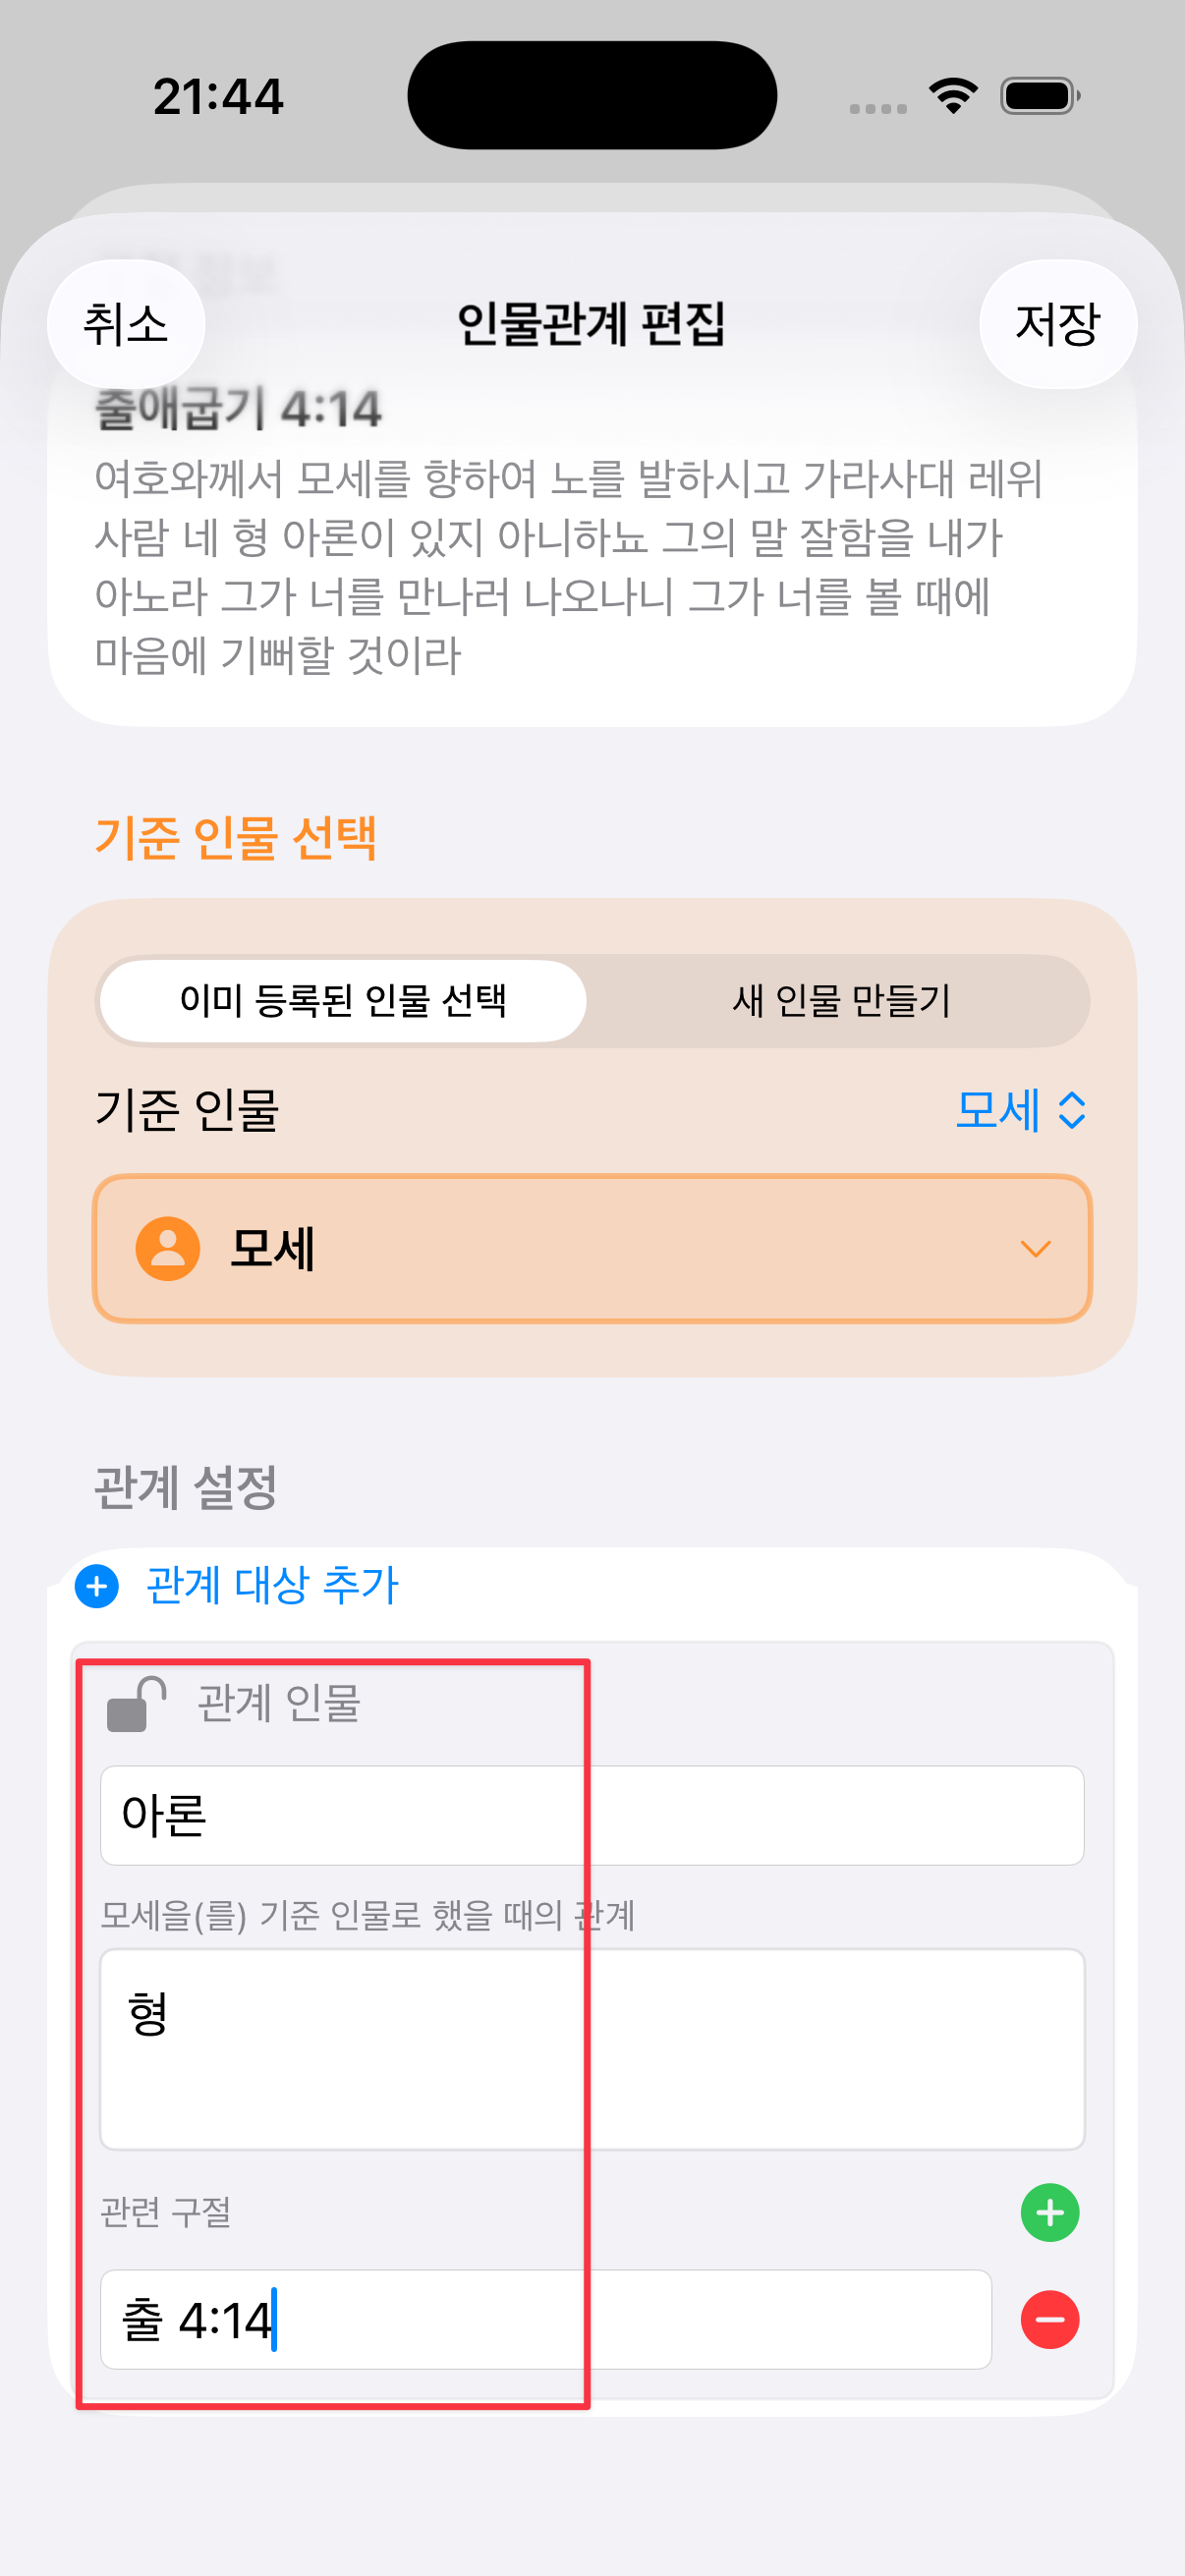 21:44
취소
인물관계 편집
저장
출애굽기 4:14
여호와께서 모세를 향하여 노를 발하시고 가라사대 레위
사람 네 형 아론이 있지 아니하뇨 그의 말 잘함을 내가
아노라 그가 너를 만나러 나오나니 그가 너를 볼 때에
마음에 기뻐할 것이라
기준 인물 선택
이미 등록된 인물 선택
새 인물 만들기
기준 인물
모세
모세
관계 설정
관계 대상 추가
관계 인물
아론
모세을(를) 기준 인물로 했을 때의 관계
형
관련 구절
출 4:14